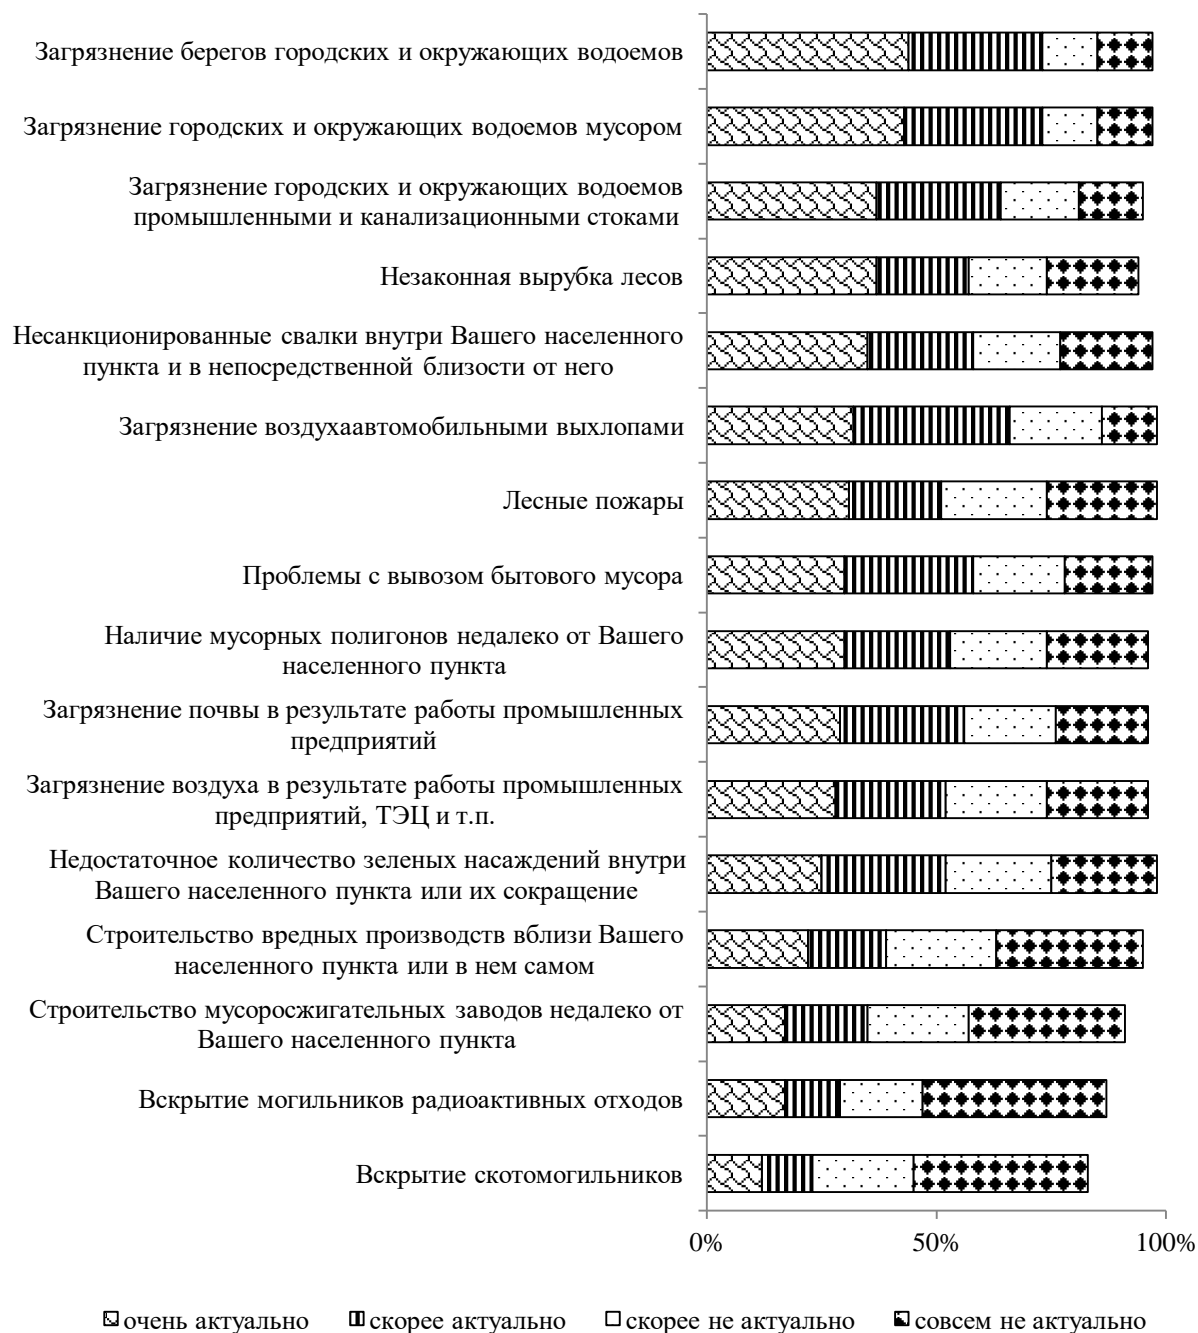 Загрязнение берегов городских и окружающих водоемов
Загрязнение городских и окружающих водоемов мусором
Загрязнение городских и окружающих водоемов
промышленными и канализационными стоками
Незаконная вырубка лесов
Несанкционированные свалки внутри Вашего населенного
пункта и в непосредственной близости от него
Загрязнение воздухаавтомобильными выхлопами
Лесные пожары
Проблемы с вывозом бытового мусора
Наличие мусорных полигонов недалеко от Вашего
населенного пункта
Загрязнение почвы в результате работы промышленных
предприятий
Загрязнение воздуха в результате работы промышленных
предприятий, ТЭЦ и т.п.
Недостаточное количество зеленых насаждений внутри
Вашего населенного пункта или их сокращение
Строительство вредных производств вблизи Вашего
населенного пункта или в нем самом
Строительство мусоросжигательных заводов недалеко от
Вашего населенного пункта
Вскрытие могильников радиоактивных отходов
Вскрытие скотомогильников
0% 50% 100%
очень актуально скорее актуально скорее не актуально совсем не актуально